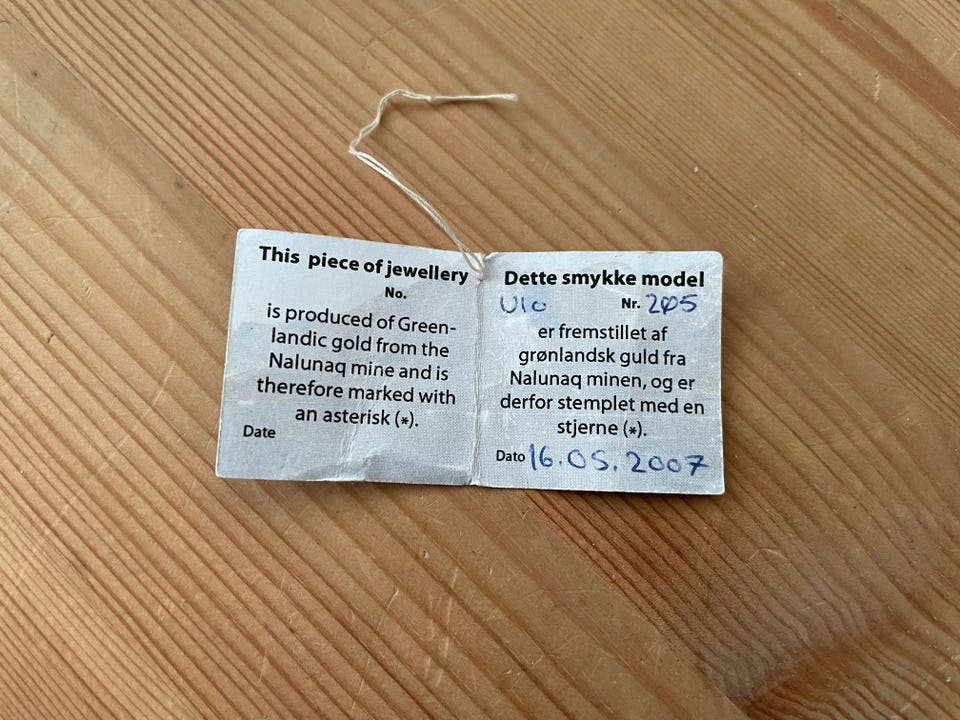 This piece of jewellery
No.
is produced of Green-
landic gold from the
Nalunaq mine and is
therefore marked with
an asterisk (*).
Date
Dette smykke model
Ulo Nr. 205
er fremstillet af
grønlandsk guld fra
Nalunaq minen, og er
derfor stemplet med en
stjerne (*).
Dato 16.05.2007